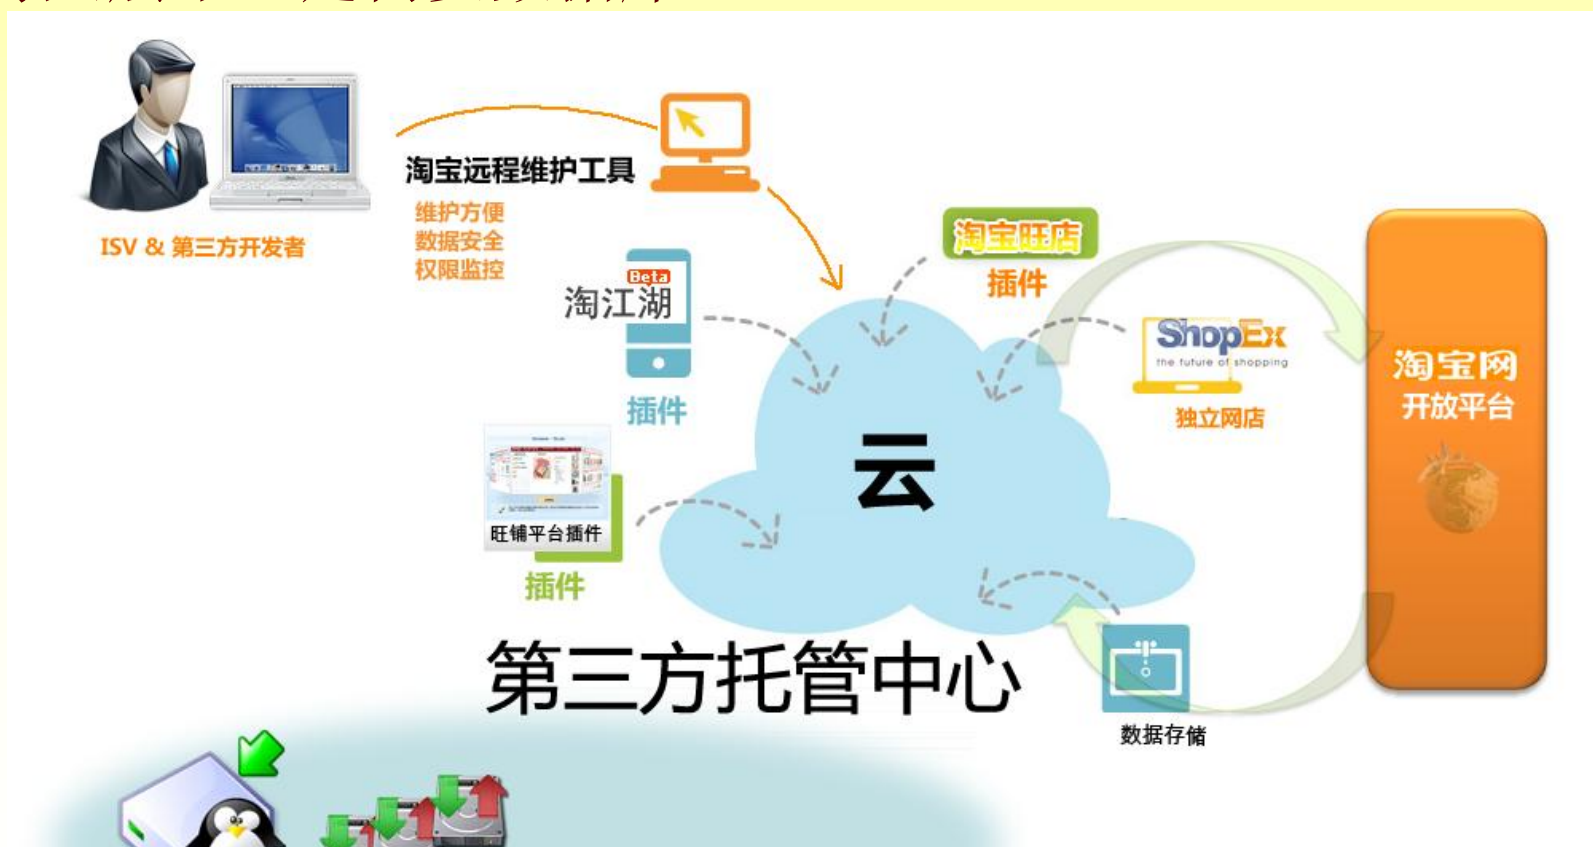 ISV & 第三方开发者
淘宝远程维护工具
维护方便
数据安全
权限监控
Beta
淘江湖
插件
淘宝旺店
插件
ShopEx
the future of shopping
独立网店
淘宝网
开放平台
云
旺铺平台插件
插件
第三方托管中心
数据存储